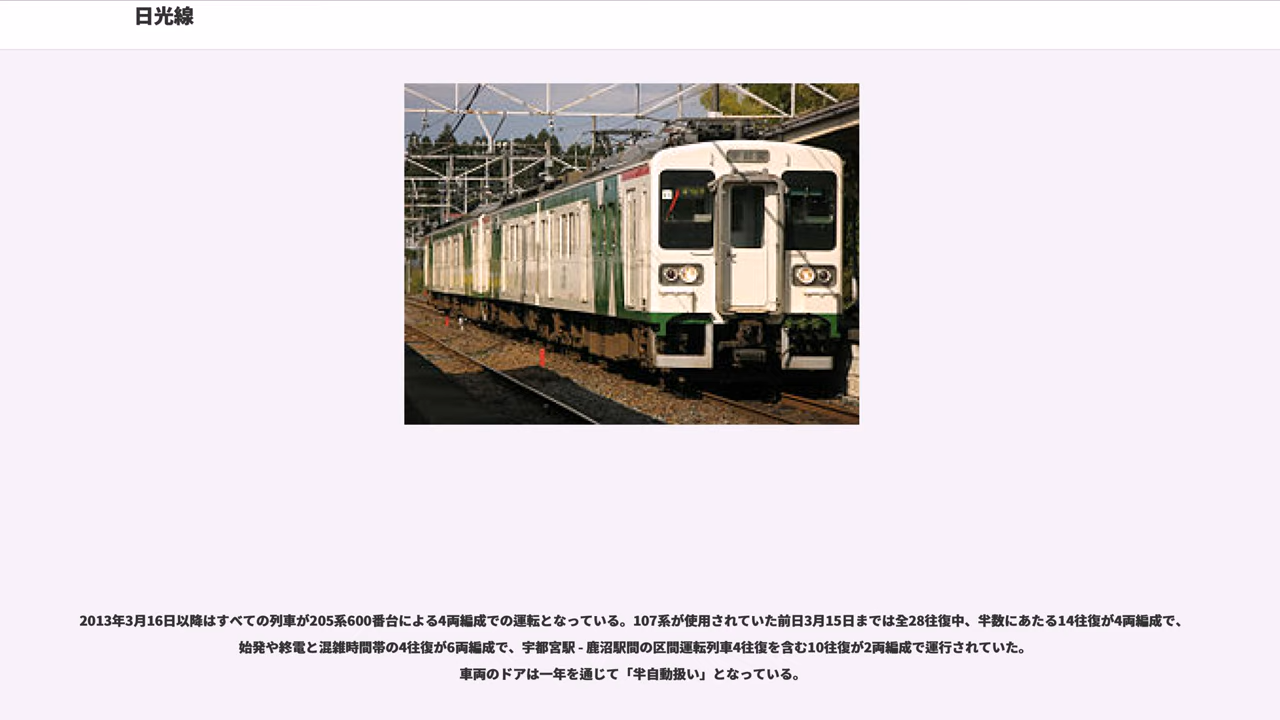 日光線
2013年3月16日以降はすべての列車が205系600番台による4両編成での運転となっている。107系が使用されていた前日3月15日までは全28往復中、半数にあたる14往復が4両編成で、
始発や終電と混雑時間帯の4往復が6両編成で、宇都宮駅 - 鹿沼駅間の区間運転列車4往復を含む10往復が2両編成で運行されていた。
車両のドアは一年を通じて「半自動扱い」となっている。